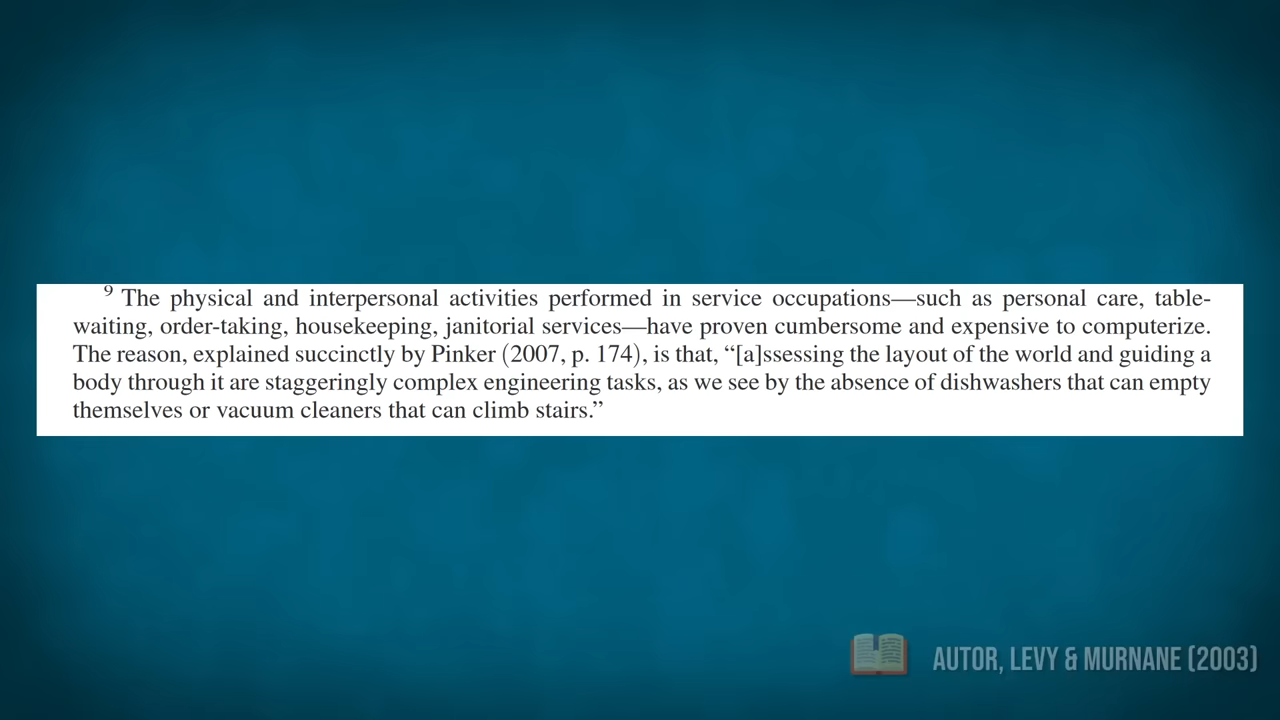 9 The physical and interpersonal activities performed in service occupations—such as personal care, table-
waiting, order-taking, housekeeping, janitorial services—have proven cumbersome and expensive to computerize.
The reason, explained succinctly by Pinker (2007, p. 174), is that, “[a]ssessing the layout of the world and guiding a
body through it are staggeringly complex engineering tasks, as we see by the absence of dishwashers that can empty
themselves or vacuum cleaners that can climb stairs.”
AUTOR, LEVY & MURNANE (2003)